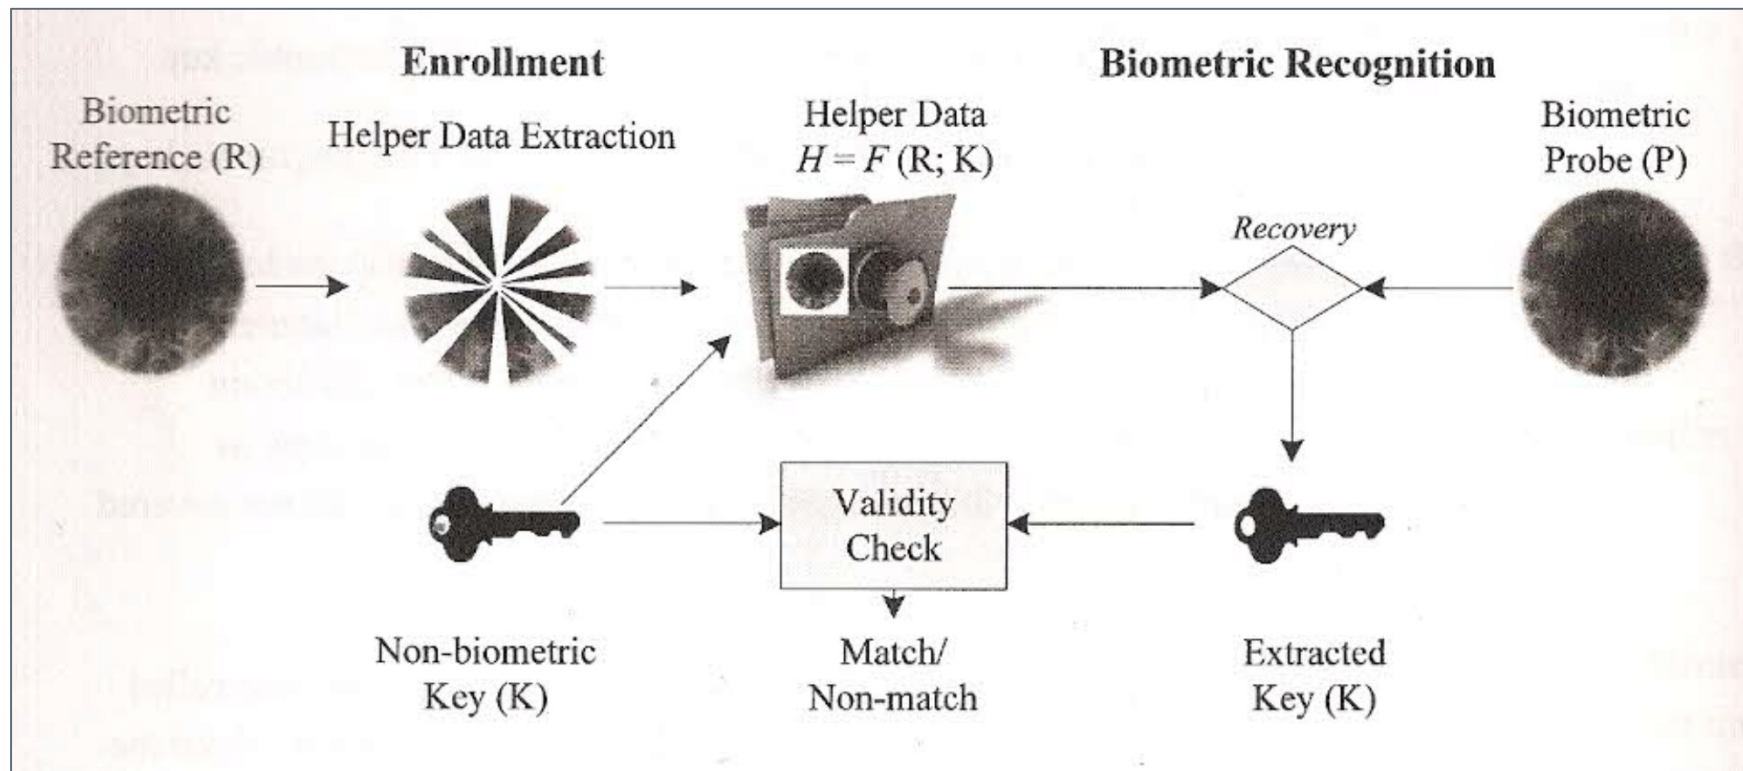 Enrollment
Biometric Recognition
Biometric
Reference (R)
Helper Data Extraction
Helper Data
H = F (R; K)
Biometric
Probe (P)
Recovery
Validity
Check
Non-biometric
Key (K)
Match/
Non-match
Extracted
Key (K)